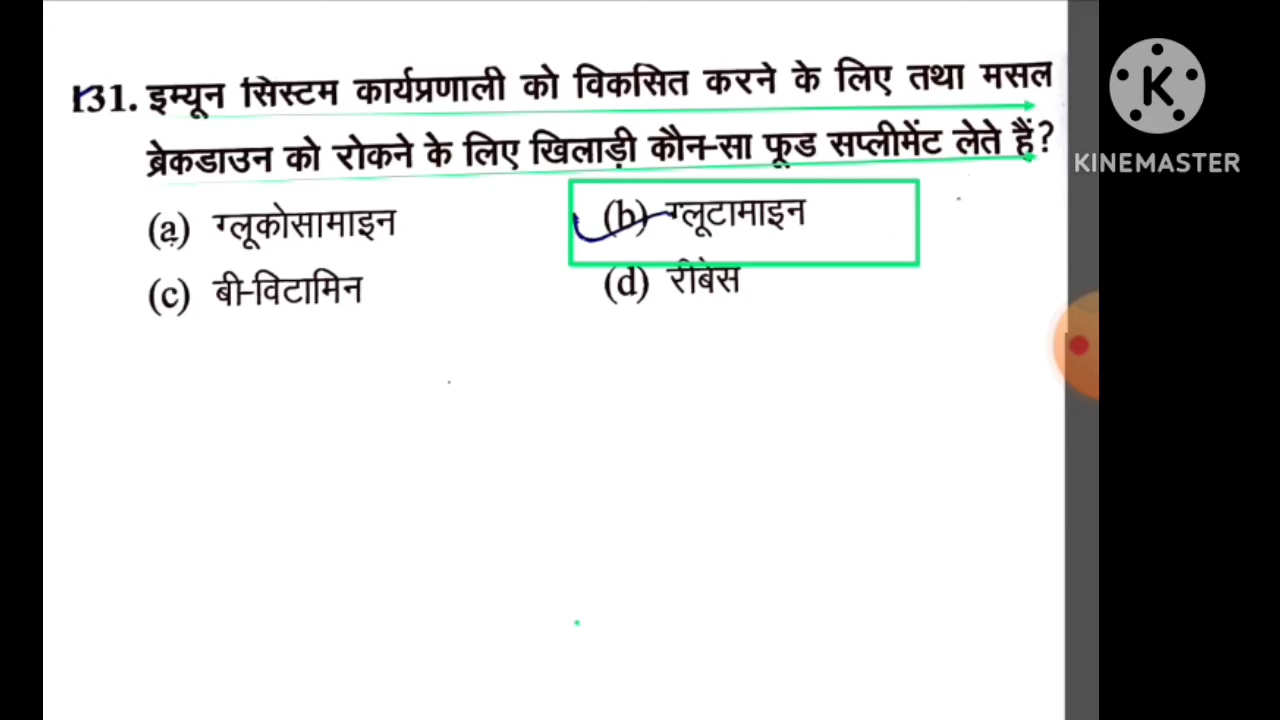 131. इम्यून सिस्टम कार्यप्रणाली को विकसित करने के लिए तथा मसल
ब्रेकडाउन को रोकने के लिए खिलाड़ी कौन-सा फूड सप्लीमेंट लेते हैं?
(a) ग्लूकोसामाइन (b) ग्लूटामाइन
(c) बी-विटामिन (d) रीबेस
K
KINEMASTER